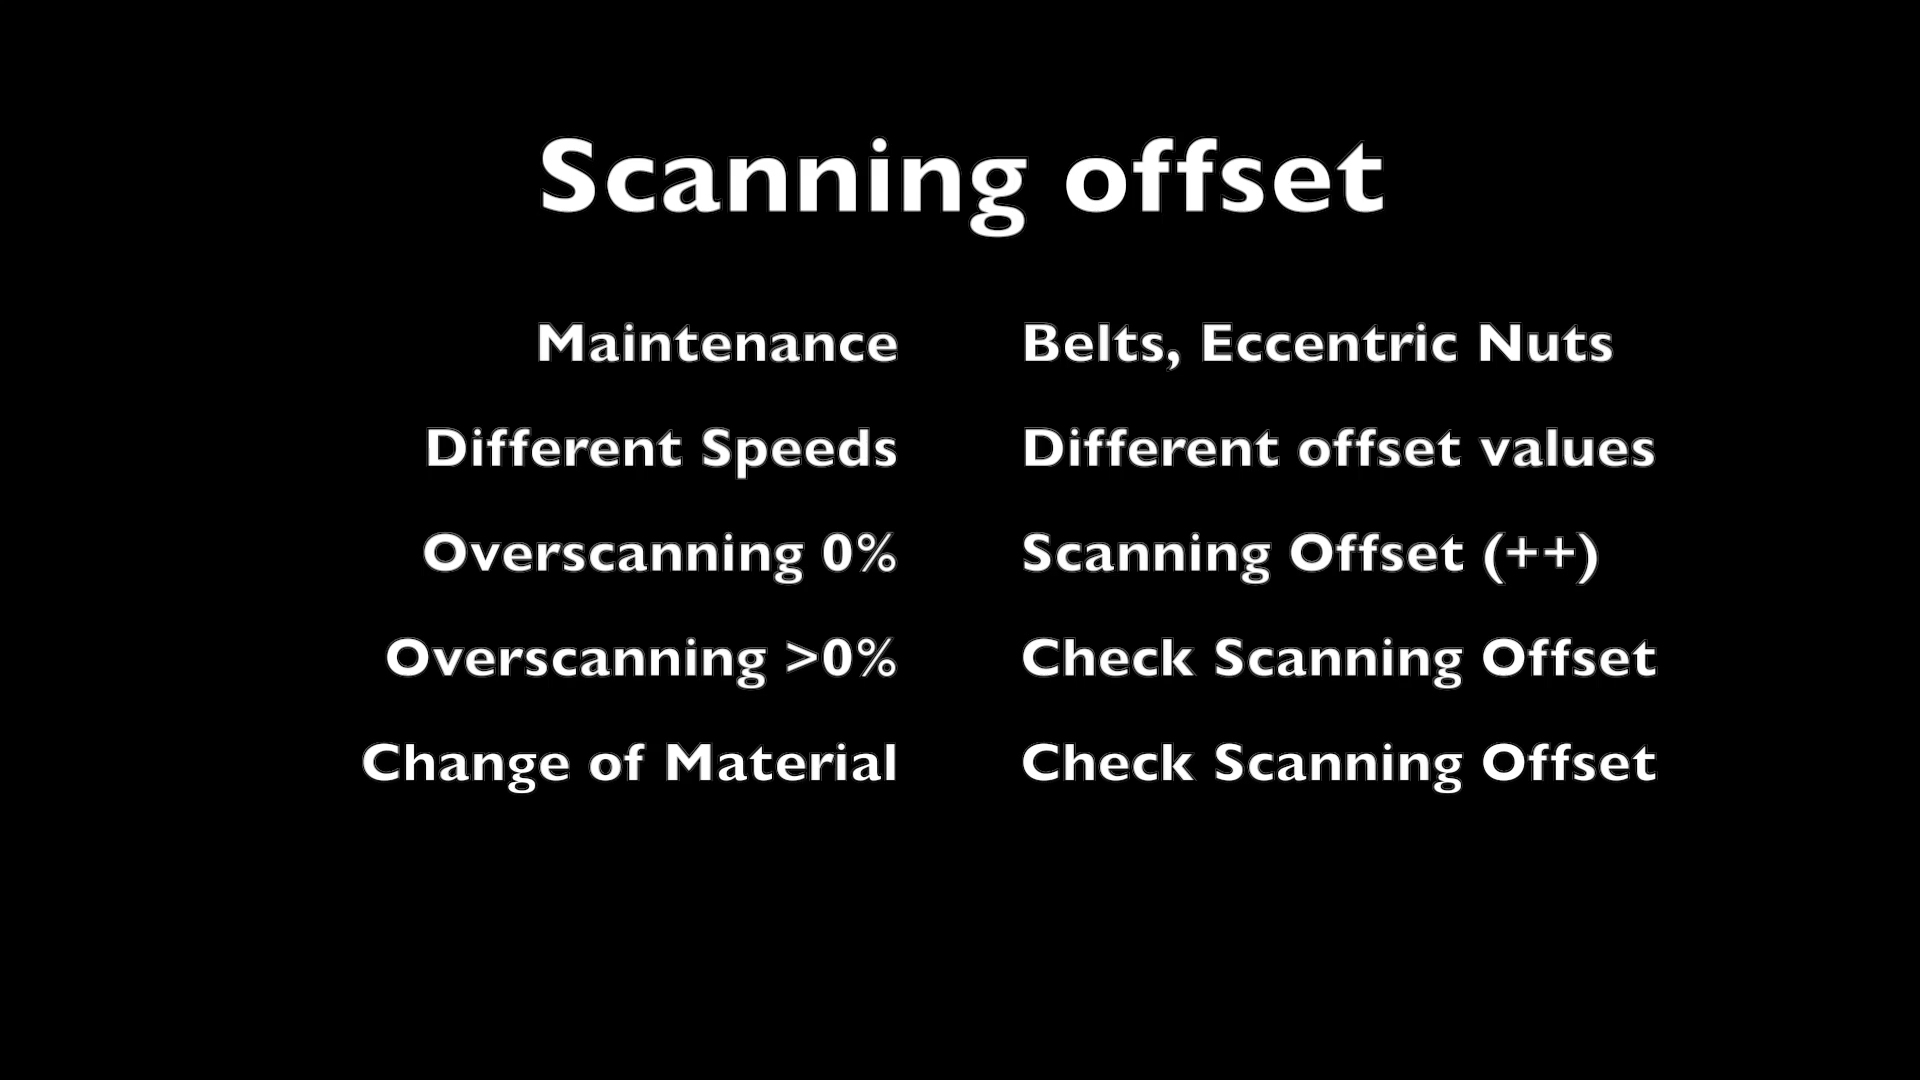 Scanning offset
Maintenance Belts, Eccentric Nuts
Different Speeds Different offset values
Overscanning 0% Scanning Offset (++)
Overscanning >0% Check Scanning Offset
Change of Material Check Scanning Offset